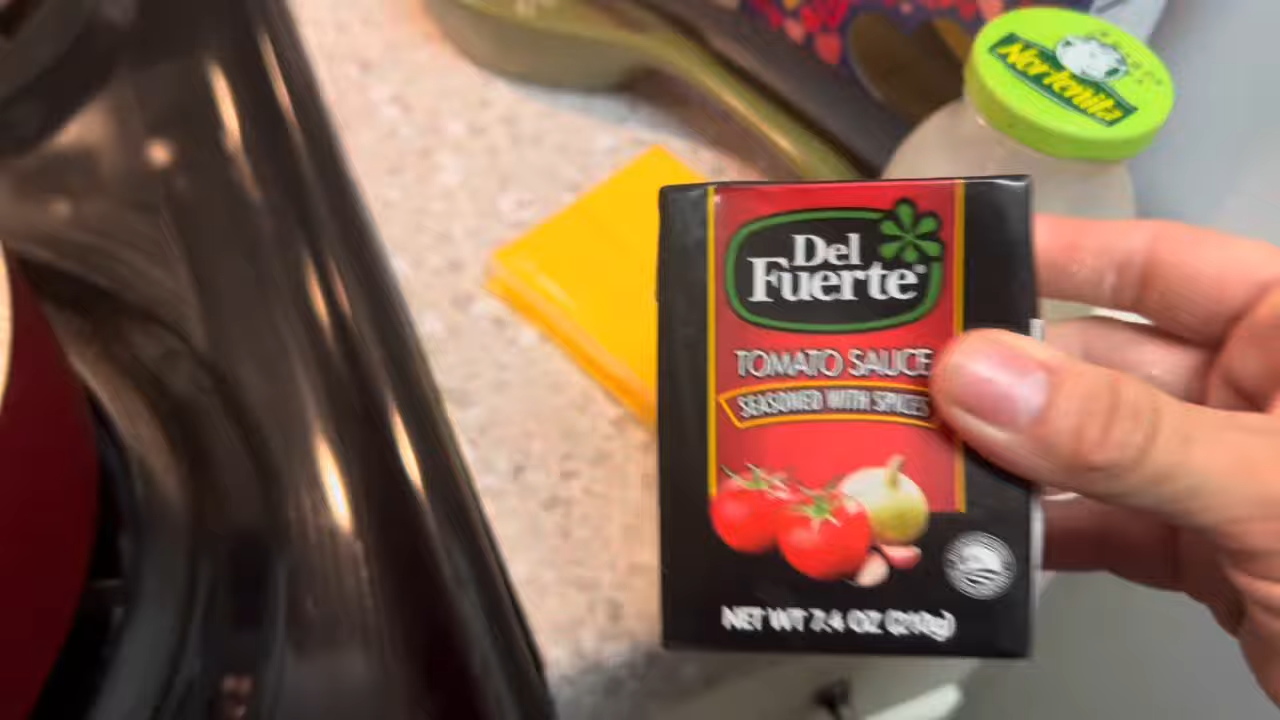 Norteñita
Del
Fuerte
TOMATO SAUCE
SEASONED WITH SPICES
NET WT 7.4 OZ (210g)